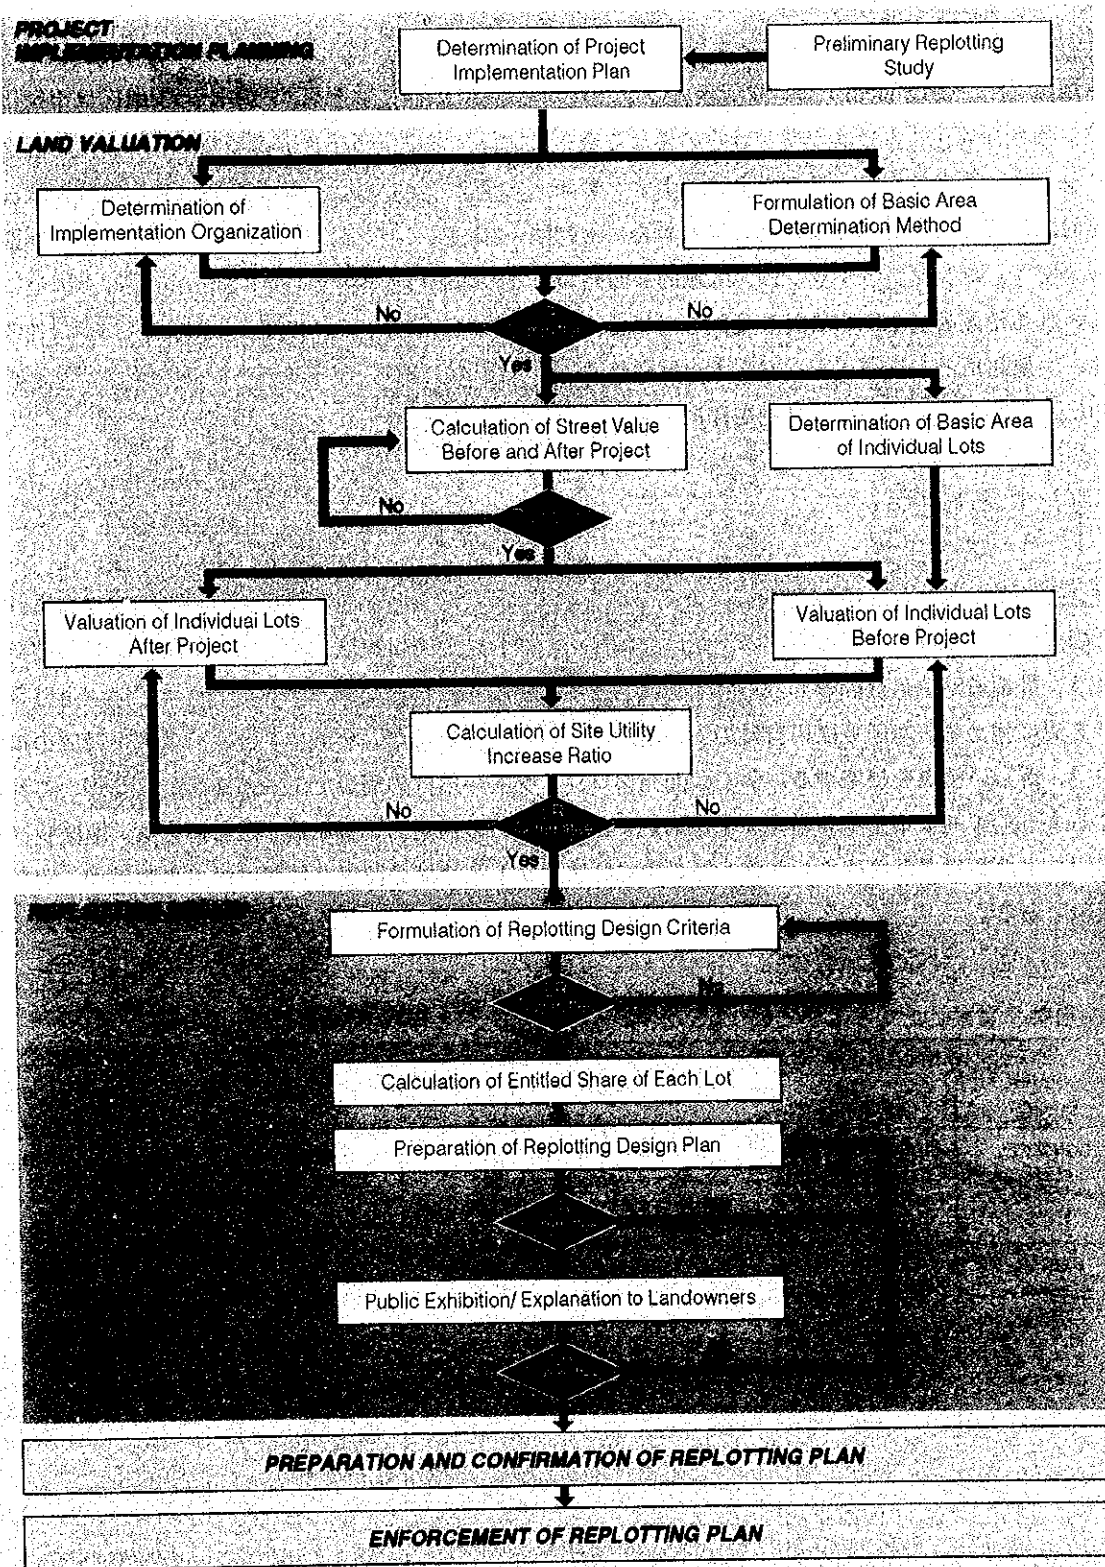 PROJECT
IMPLEMENTATION PLANNING
Determination of Project
Implementation Plan
Preliminary Replotting
Study
LAND VALUATION
Determination of
Implementation Organization
Formulation of Basic Area
Determination Method
No
No
Yes
Calculation of Street Value
Before and After Project
Determination of Basic Area
of Individual Lots
No
Yes
Valuation of Individual Lots
After Project
Valuation of Individual Lots
Before Project
Calculation of Site Utility
Increase Ratio
No
No
Yes
Formulation of Replotting Design Criteria
No
Calculation of Entitled Share of Each Lot
Preparation of Replotting Design Plan
Public Exhibition/ Explanation to Landowners
PREPARATION AND CONFIRMATION OF REPLOTTING PLAN
ENFORCEMENT OF REPLOTTING PLAN